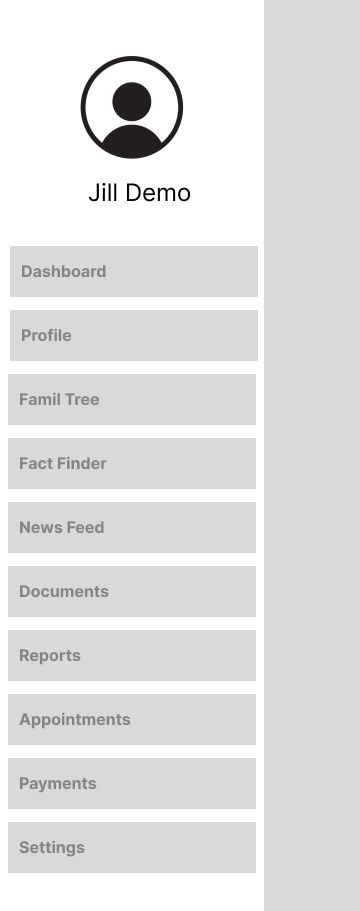 Jill Demo
Dashboard
Profile
Famil Tree
Fact Finder
News Feed
Documents
Reports
Appointments
Payments
Settings